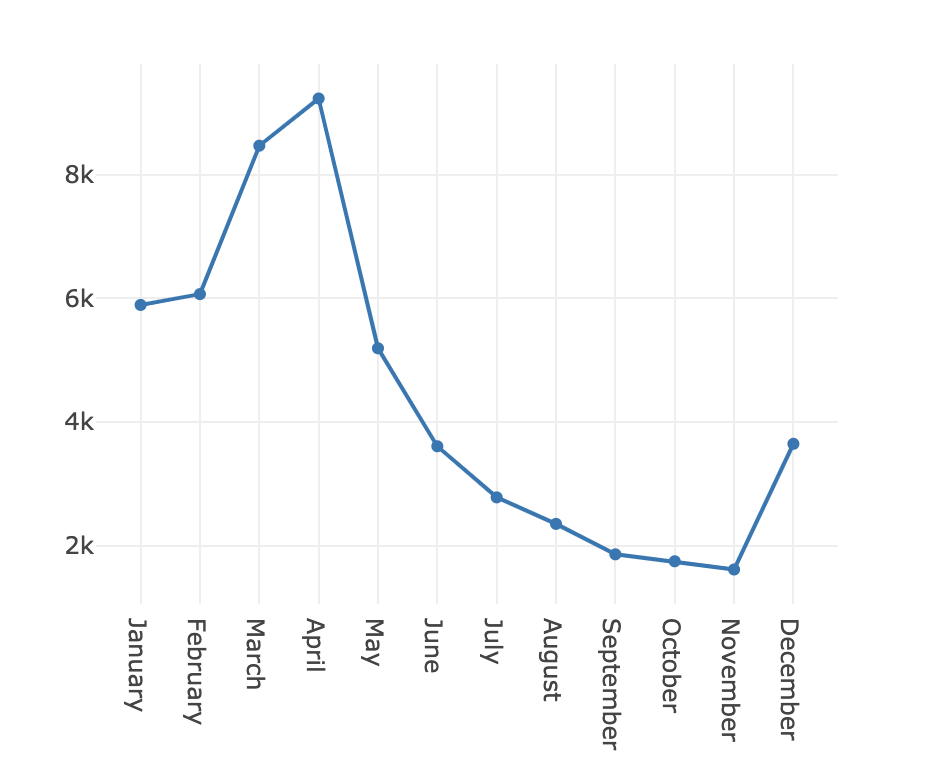 8k
6k
4k
2k
January
February
March
April
May
June
July
August
September
October
November
December